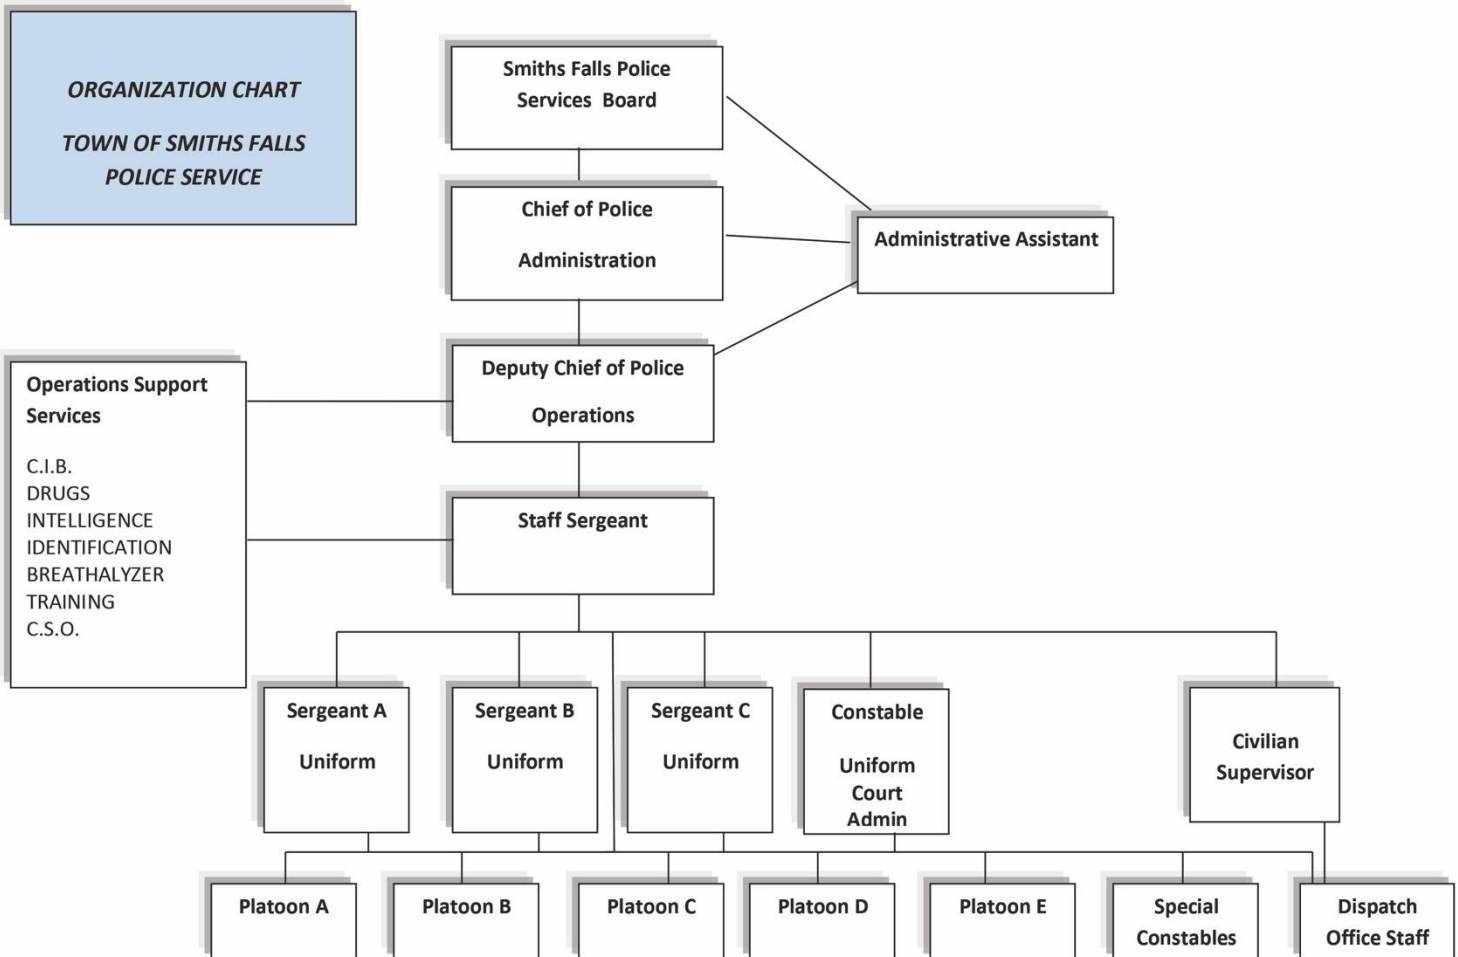 ORGANIZATION CHART
TOWN OF SMITHS FALLS
POLICE SERVICE
Smiths Falls Police
Services Board
Chief of Police
Administration
Administrative Assistant
Deputy Chief of Police
Operations
Operations Support
Services
C.I.B.
DRUGS
INTELLIGENCE
IDENTIFICATION
BREATHALYZER
TRAINING
C.S.O.
Staff Sergeant
Sergeant A
Uniform
Sergeant B
Uniform
Sergeant C
Uniform
Constable
Uniform
Court
Admin
Civilian
Supervisor
Platoon A
Platoon B
Platoon C
Platoon D
Platoon E
Special
Constables
Dispatch
Office Staff